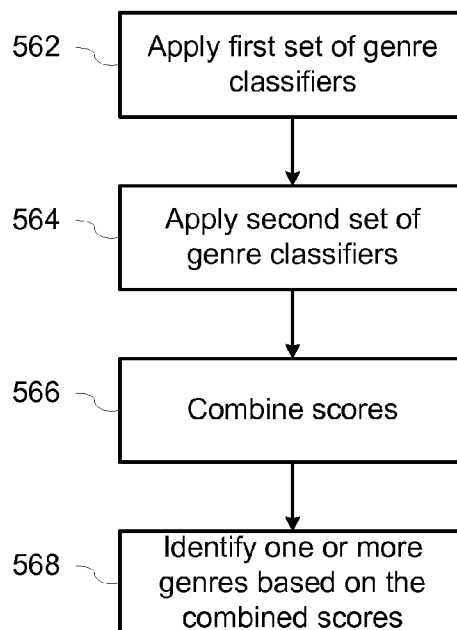 562
Apply first set of genre
classifiers
564
Apply second set of
genre classifiers
566
Combine scores
568
Identify one or more
genres based on the
combined scores